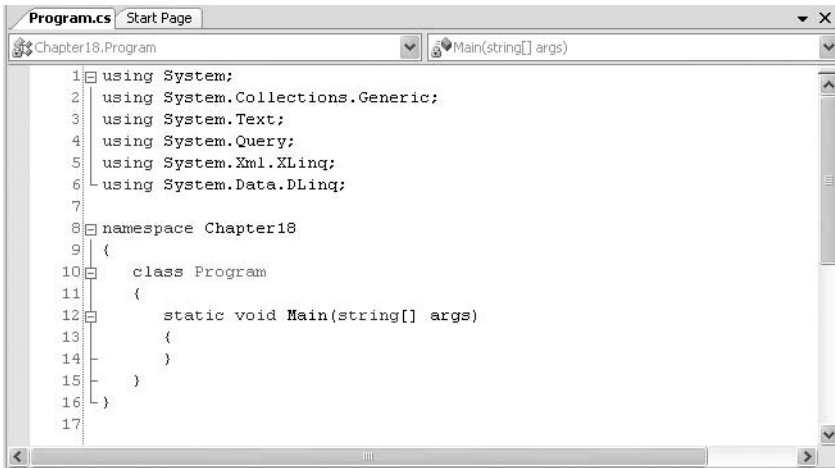 Program.cs Start Page
Chapter18.Program Main(string[] args)
1 using System;
2 using System.Collections.Generic;
3 using System.Text;
4 using System.Query;
5 using System.Xml.XLinq;
6 using System.Data.DLinq;
7
8 namespace Chapter18
9 {
10 class Program
11 {
12 static void Main(string[] args)
13 {
14 }
15 }
16 }
17